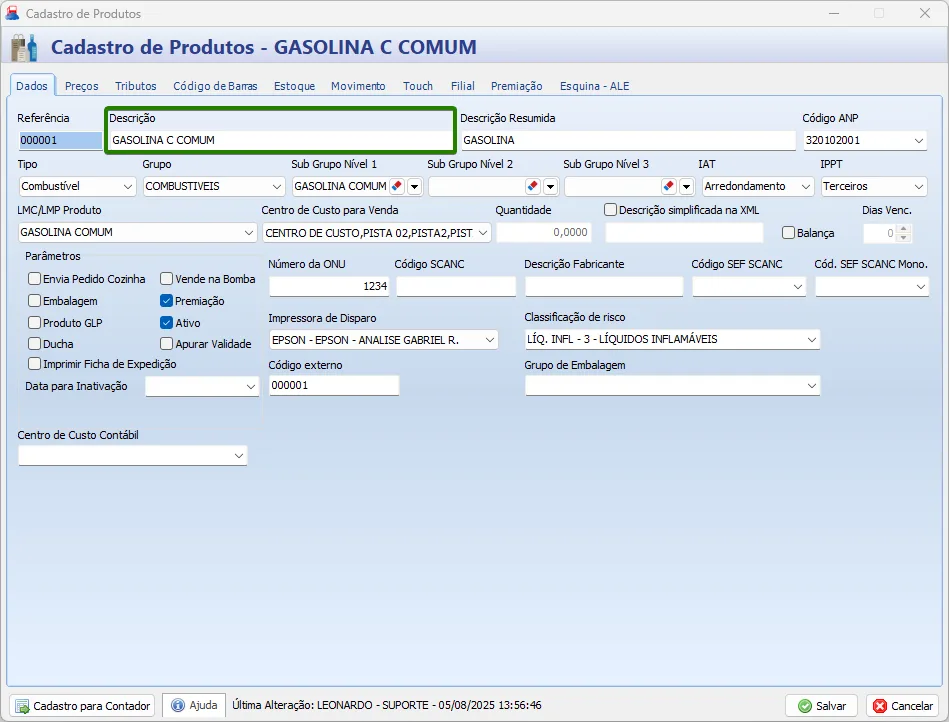 Cadastro de Produtos
Cadastro de Produtos - GASOLINA C COMUM
Dados Preços Tributos Código de Barras Estoque Movimento Touch Filial Premiação Esquina - ALE
Referência Descrição Descrição Resumida Código ANP
000001 GASOLINA C COMUM GASOLINA 320102001
Tipo Grupo Sub Grupo Nível 1 Sub Grupo Nível 2 Sub Grupo Nível 3 IAT IPPT
Combustível COMBUSTIVEIS GASOLINA COMUM Arredondamento Terceiros
LMC/LMP Produto Centro de Custo para Venda Quantidade Descrição simplificada na XML Dias Venc.
GASOLINA COMUM CENTRO DE CUSTO,PISTA 02,PISTA2,PIST 0,0000 Balança 0
Parâmetros Número da ONU Código SCANC Descrição Fabricante Código SEF SCANC Cód. SEF SCANC Mono.
Envia Pedido Cozinha Vende na Bomba 1234
Embalagem Premiação
Produto GLP Ativo Impressora de Disparo Classificação de risco
Ducha Apurar Validade EPSON - EPSON - ANALISE GABRIEL R. LÍQ. INFL - 3 - LÍQUIDOS INFLAMÁVEIS
Imprimir Ficha de Expedição Código externo Grupo de Embalagem
Data para Inativação 000001
Centro de Custo Contábil
Cadastro para Contador Ajuda Última Alteração: LEONARDO - SUPORTE - 05/08/2025 13:56:46 Salvar Cancelar